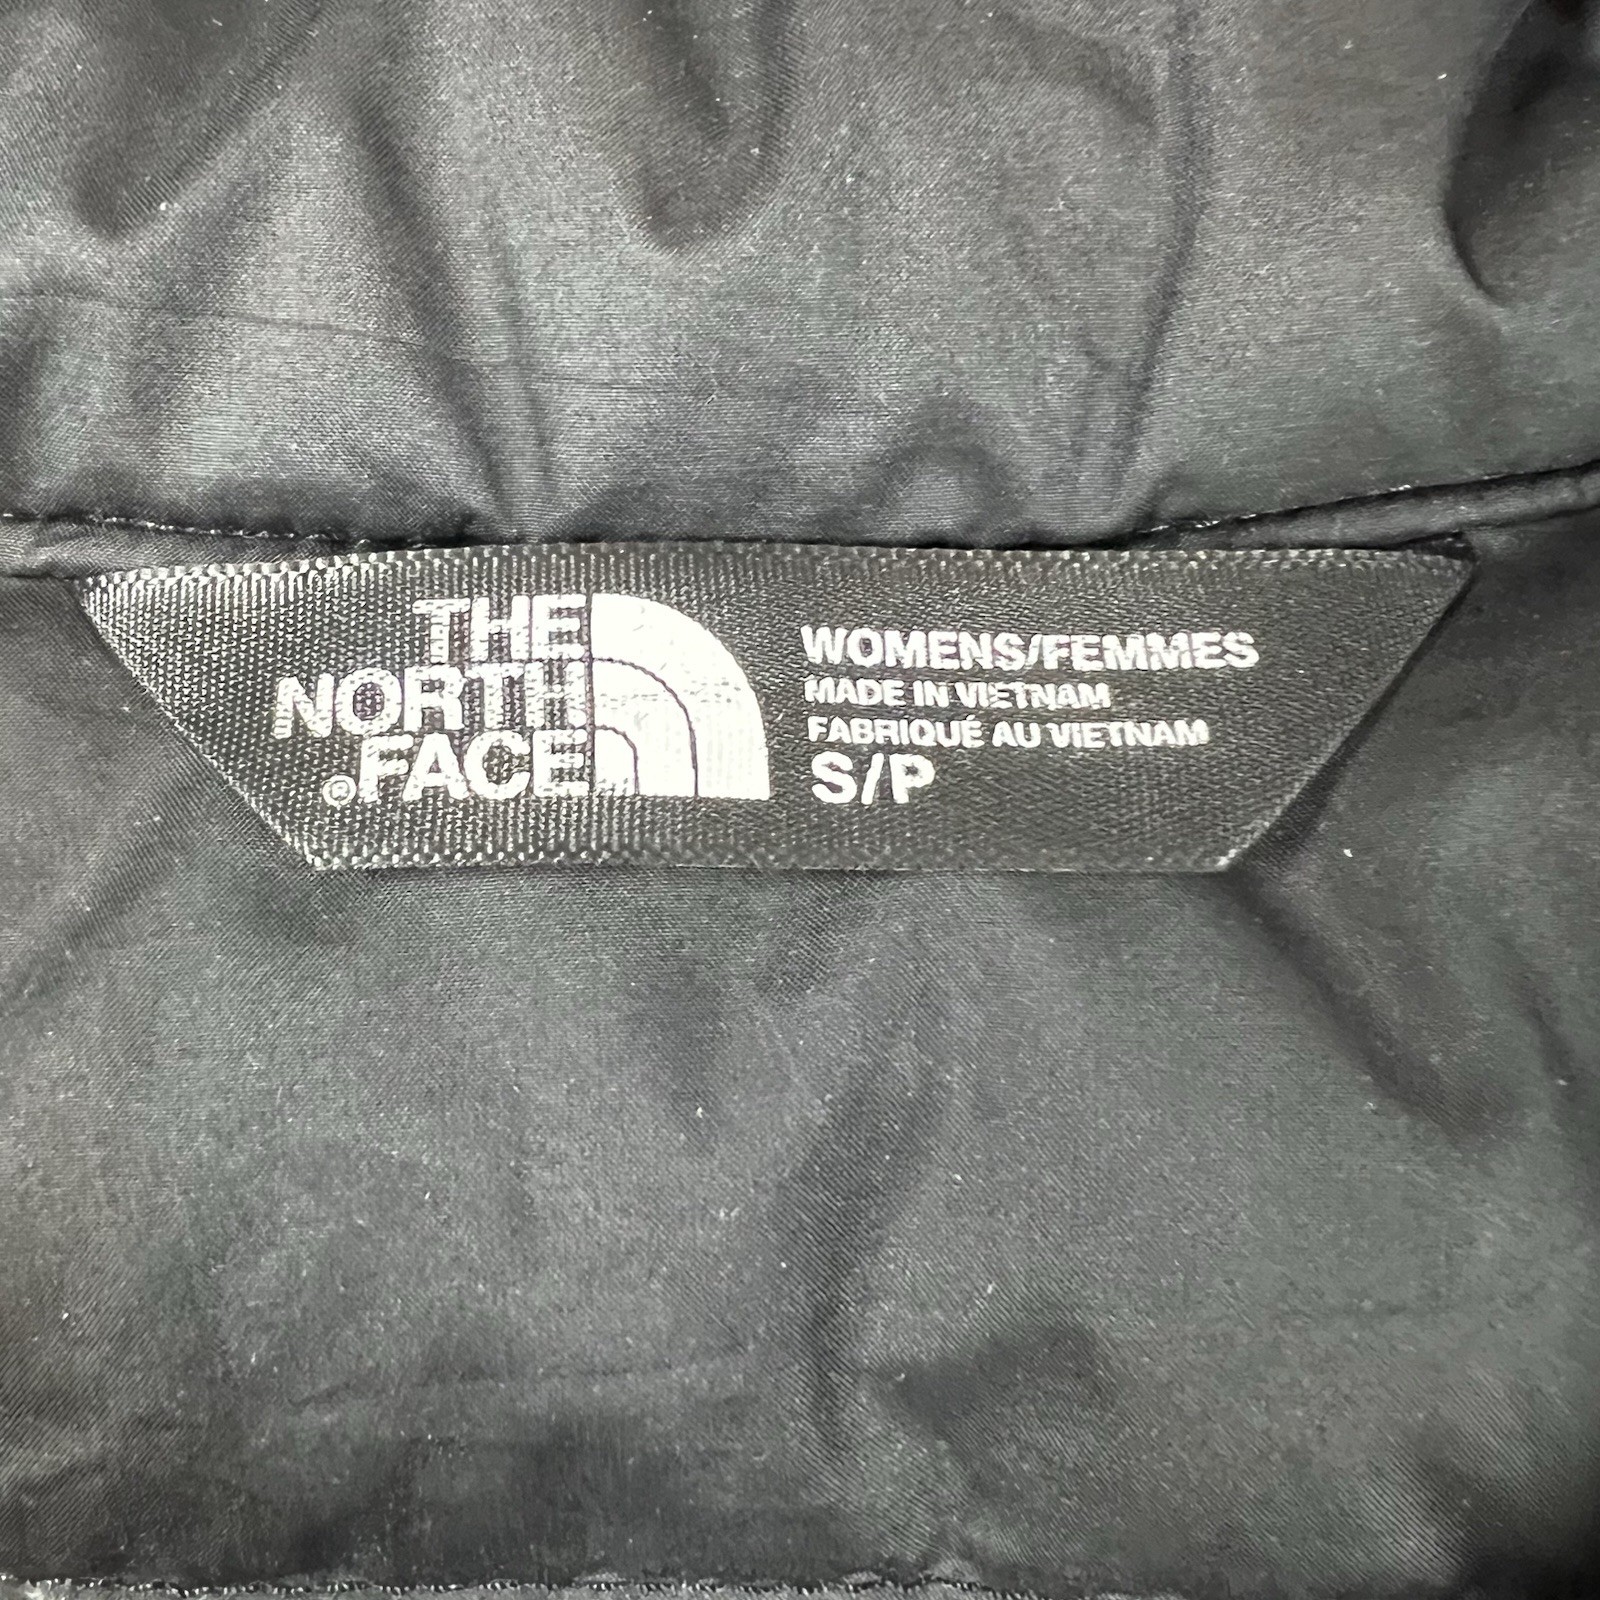 THE
NORTH
®FACE
WOMENS/FEMMES
MADE IN VIETNAM
FABRIQUÉ AU VIETNAM
S/P